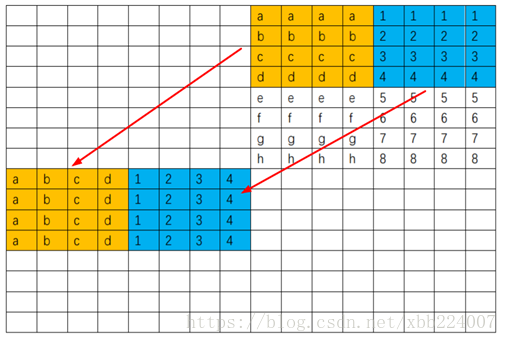 a a a a 1 1 1 1
b b b b 2 2 2 2
c c c c 3 3 3 3
d d d d 4 4 4 4
e e e e 5 5 5 5
f f f f 6 6 6 6
g g g g 7 7 7 7
h h h h 8 8 8 8
a b c d 1 2 3 4
a b c d 1 2 3 4
a b c d 1 2 3 4
a b c d 1 2 3 4
https://blog.csdn.net/xbb224007